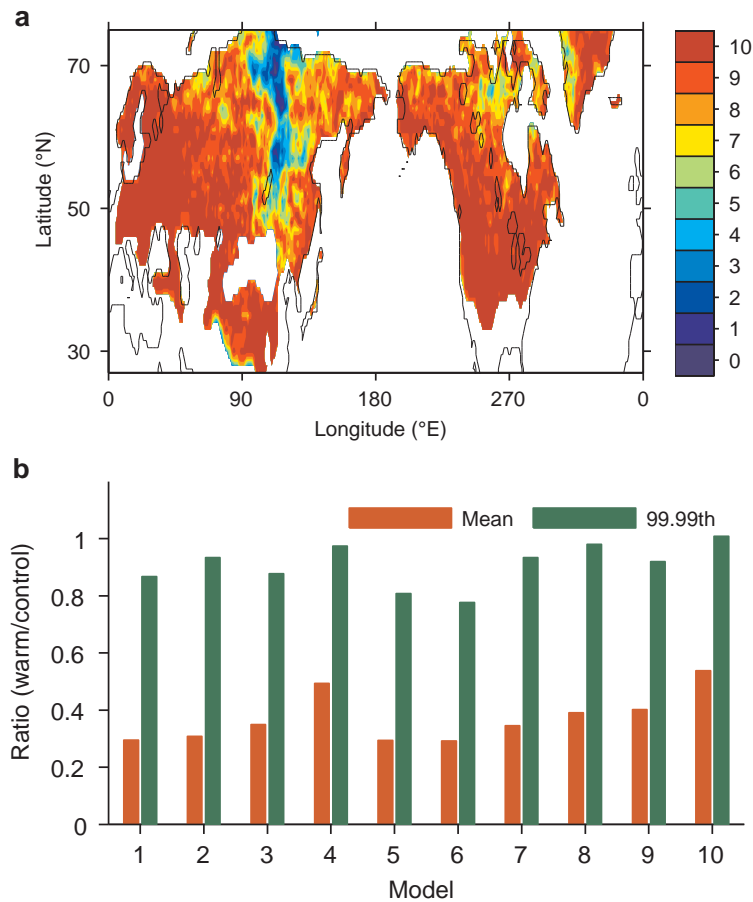 a
70
50
30
Latitude (°N)
0 90 180 270 0
Longitude (°E)
10
9
8
7
6
5
4
3
2
1
0
b
Mean 99.99th
1
0.8
0.6
0.4
0.2
0
Ratio (warm/control)
1 2 3 4 5 6 7 8 9 10
Model